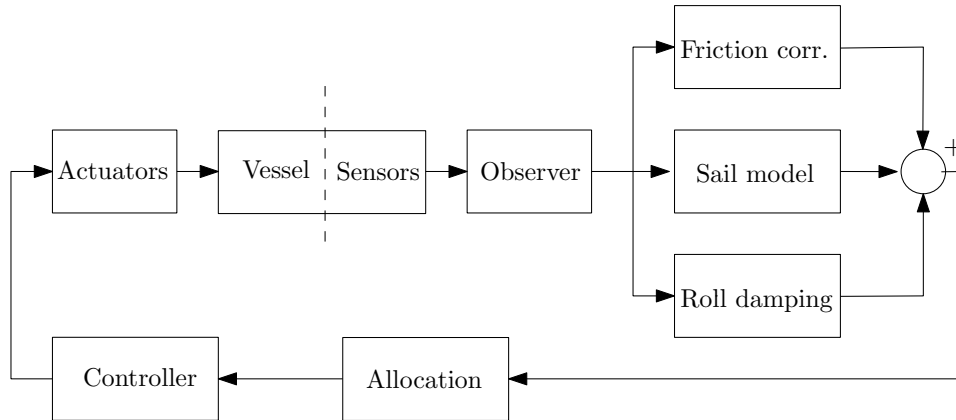 Friction corr.
+
Actuators
Vessel
Sensors
Observer
Sail model
Roll damping
Controller
Allocation